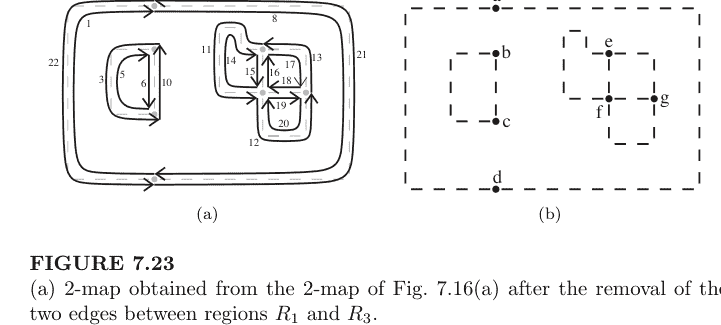 8
1
22
21
11
13
14
17
15
16
18
3
5
6
10
19
20
12
b
e
f
g
c
d
(a)
(b)
FIGURE 7.23
(a) 2-map obtained from the 2-map of Fig. 7.16(a) after the removal of the
two edges between regions R1 and R3.